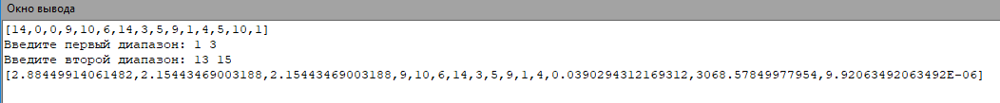 Окно вывода
[14,0,0,9,10,6,14,3,5,9,1,4,5,10,1]
Введите первый диапазон: 1 3
Введите второй диапазон: 13 15
[2.88449914061482,2.15443469003188,2.15443469003188,9,10,6,14,3,5,9,1,4,0.0390294312169312,3068.57849977954,9.92063492063492E-06]